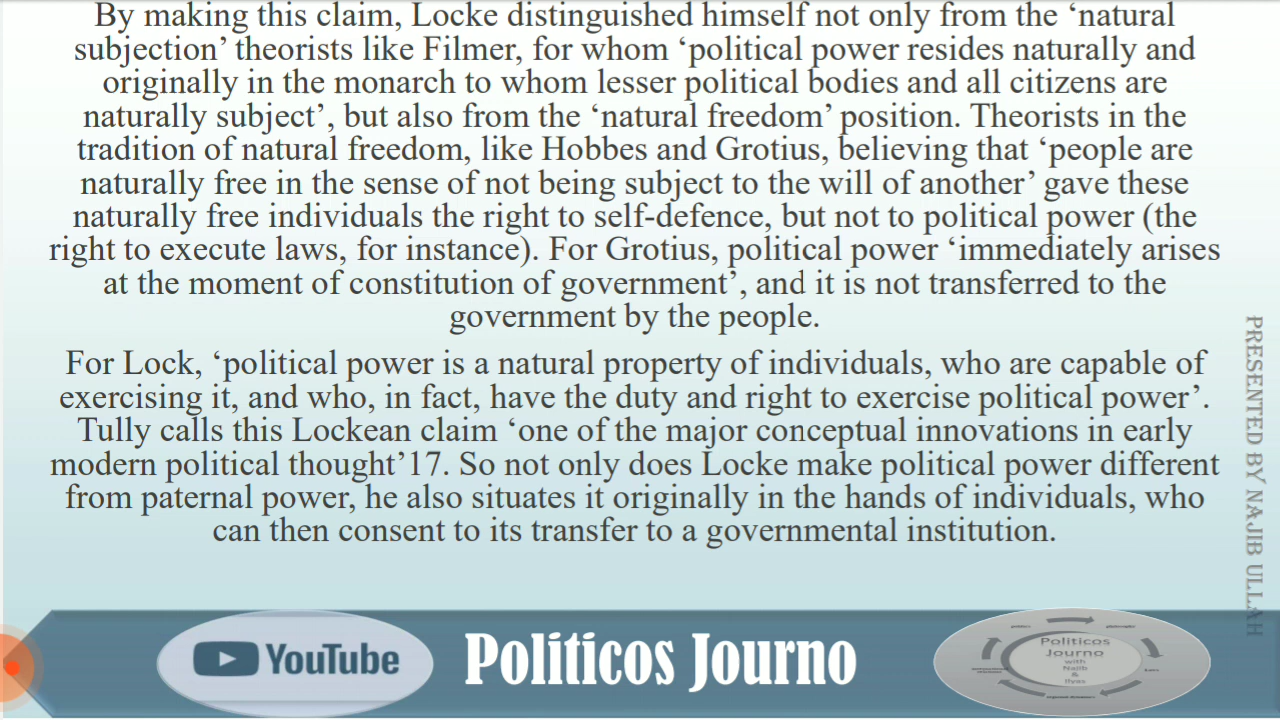 By making this claim, Locke distinguished himself not only from the ‘natural
subjection’ theorists like Filmer, for whom ‘political power resides naturally and
originally in the monarch to whom lesser political bodies and all citizens are
naturally subject’, but also from the ‘natural freedom’ position. Theorists in the
tradition of natural freedom, like Hobbes and Grotius, believing that ‘people are
naturally free in the sense of not being subject to the will of another’ gave these
naturally free individuals the right to self-defence, but not to political power (the
right to execute laws, for instance). For Grotius, political power ‘immediately arises
at the moment of constitution of government’, and it is not transferred to the
government by the people.
For Lock, ‘political power is a natural property of individuals, who are capable of
exercising it, and who, in fact, have the duty and right to exercise political power’.
Tully calls this Lockean claim ‘one of the major conceptual innovations in early
modern political thought’17. So not only does Locke make political power different
from paternal power, he also situates it originally in the hands of individuals, who
can then consent to its transfer to a governmental institution.
PRESENTED BY NAJIB ULLAH
YouTube
Politicos Journo
Politicos
Journo
with
Najib
&
Ilyas